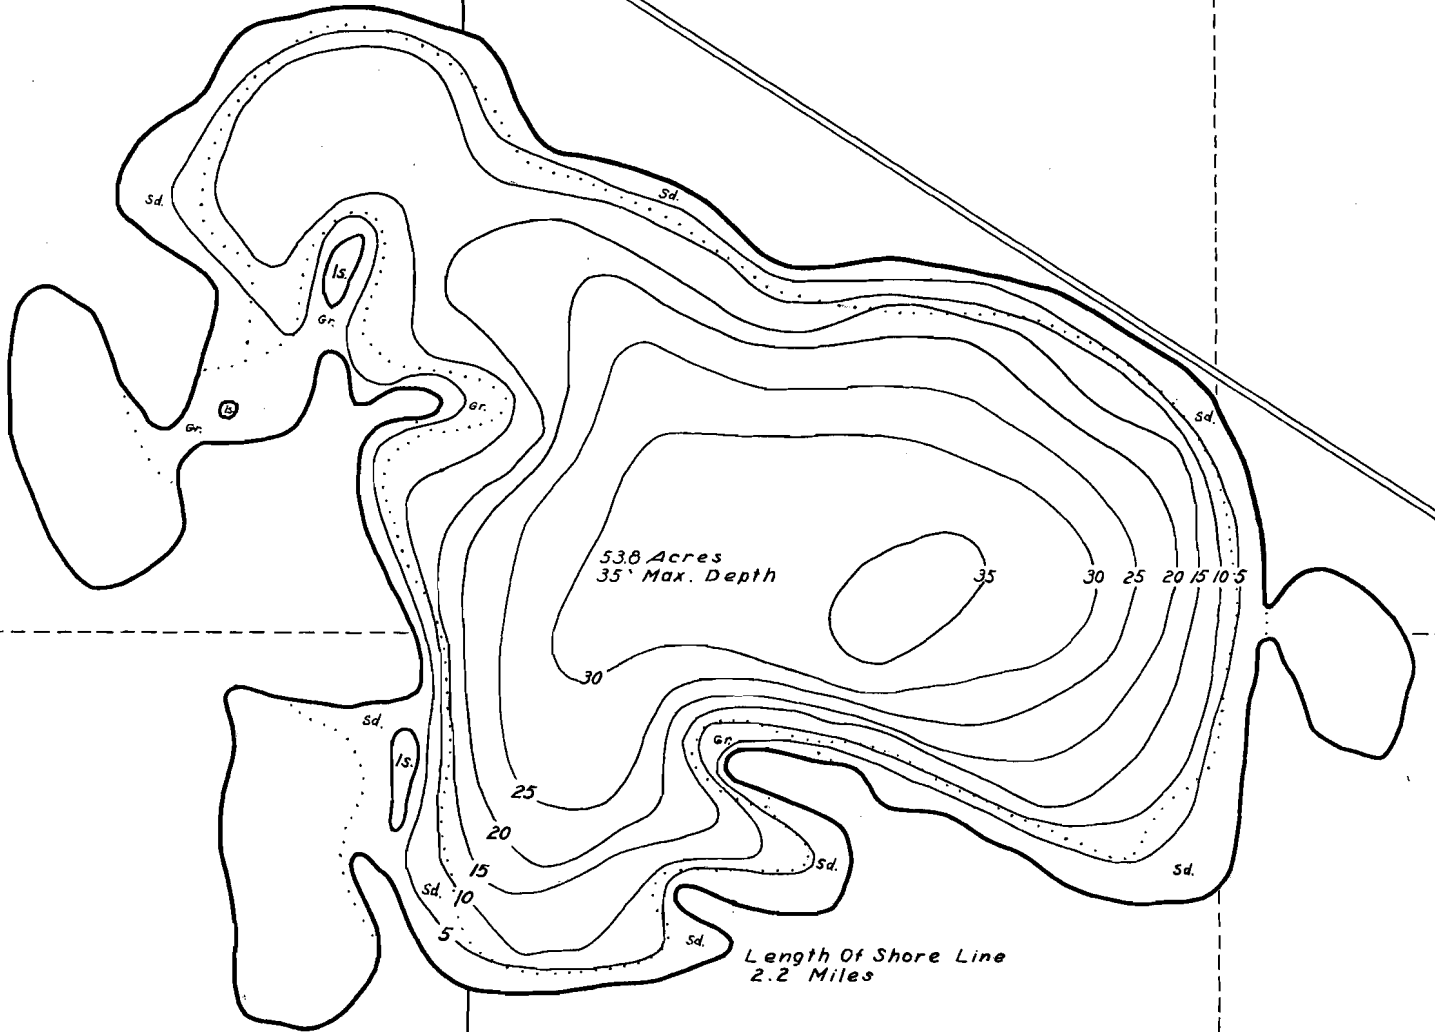 Sd.
Sd.
Is.
Gr.
Is.
Gr.
Gr.
Sd.
53.8 Acres
35' Max. Depth
35
30
25
20
15
10
5
30
Sd.
Gr.
Is.
25
20
15
10
5
Sd.
Sd.
Sd.
Sd.
Length Of Shore Line
2.2 Miles